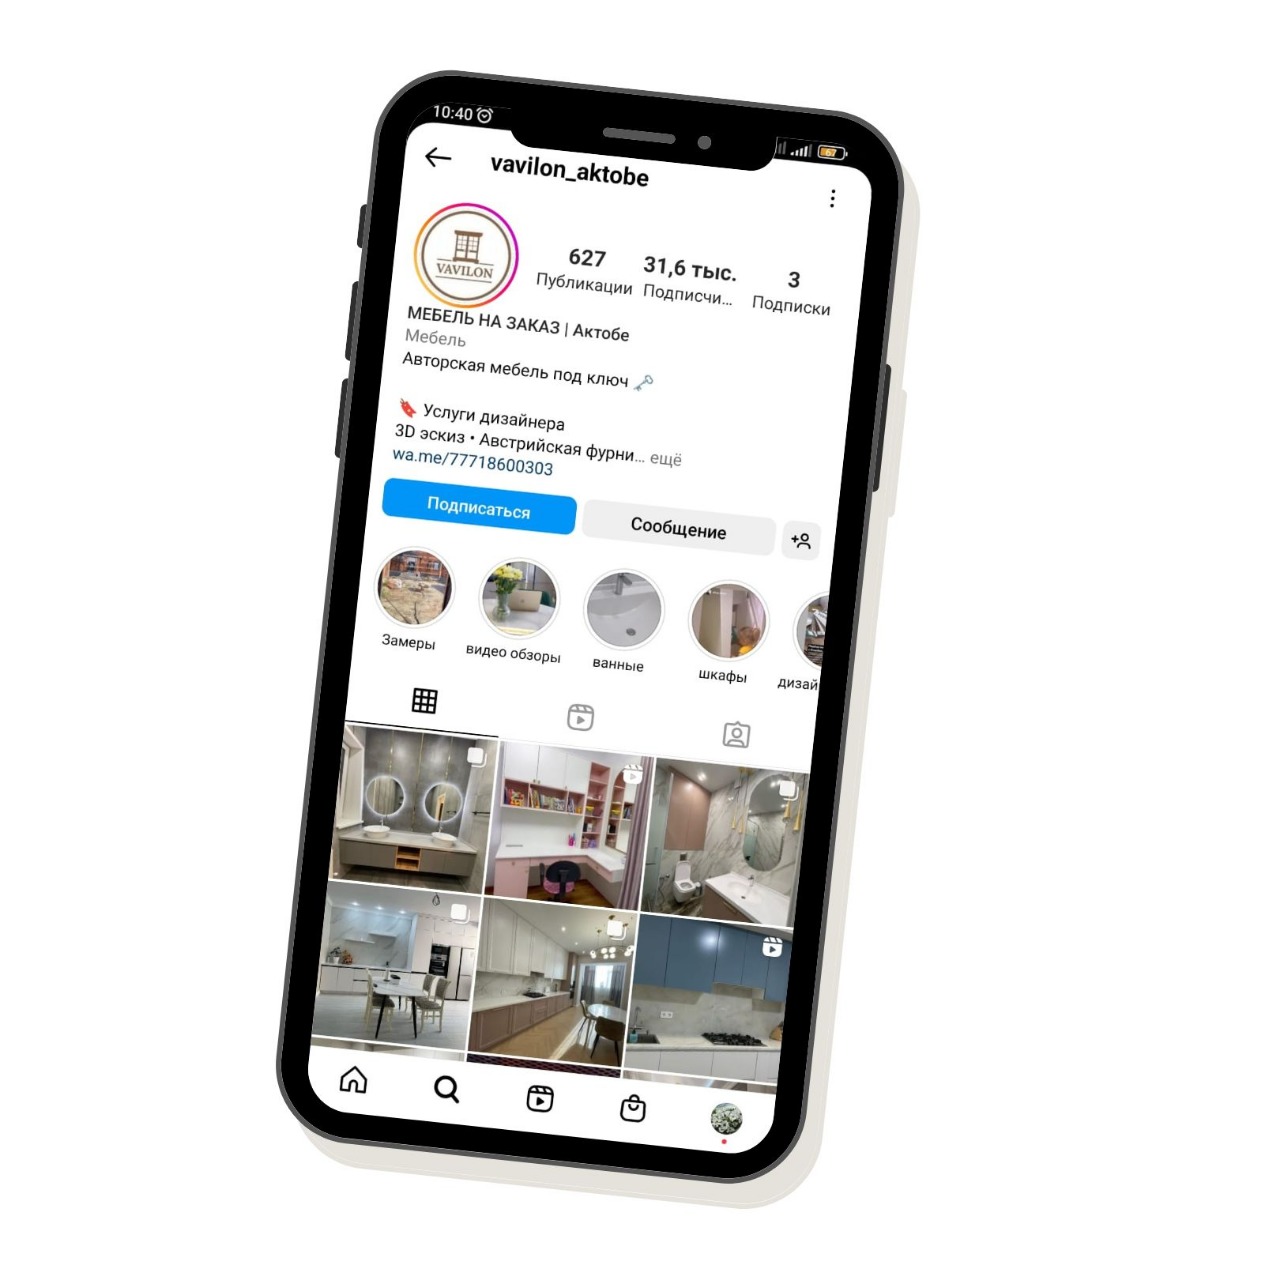 10:40
67
vavilon_aktobe
VAVILON
627 31,6 тыс. 3
Публикации Подписчи... Подписки
МЕБЕЛЬ НА ЗАКАЗ | Актобе
Мебель
Авторская мебель под ключ
Услуги дизайнера
3D эскиз • Австрийская фурни... ещё
wa.me/77718600303
Подписаться Сообщение
Замеры видео обзоры ванные шкафы дизай